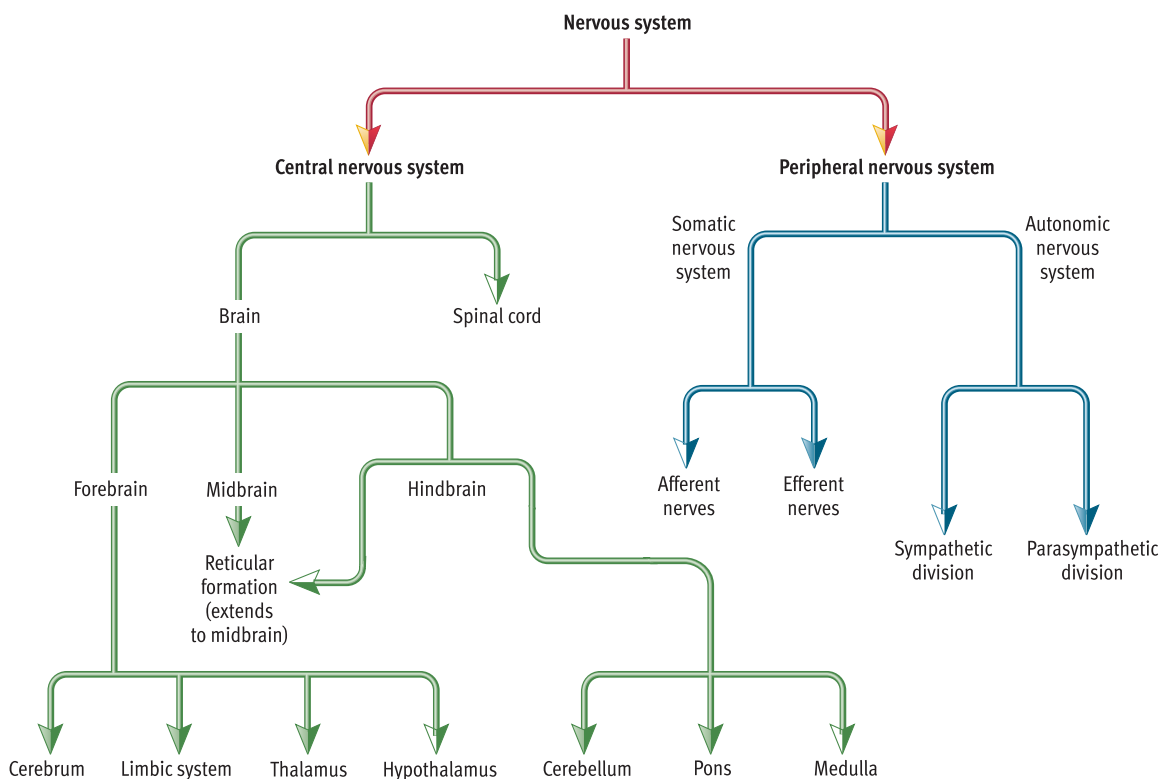 Nervous system
Central nervous system
Peripheral nervous system
Somatic
nervous
system
Autonomic
nervous
system
Brain
Spinal cord
Forebrain
Midbrain
Hindbrain
Afferent
nerves
Efferent
nerves
Reticular
formation
(extends
to midbrain)
Sympathetic
division
Parasympathetic
division
Cerebrum
Limbic system
Thalamus
Hypothalamus
Cerebellum
Pons
Medulla